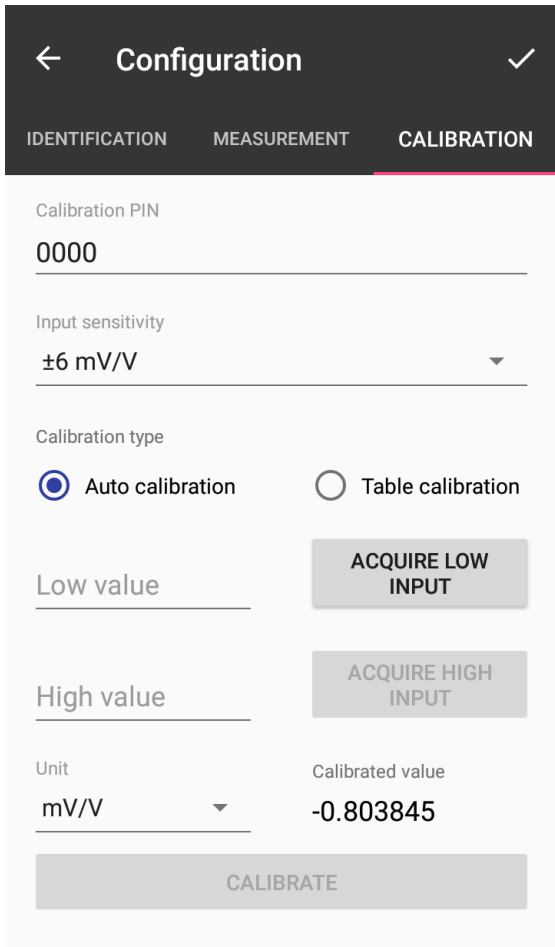 Configuration
IDENTIFICATION MEASUREMENT CALIBRATION
Calibration PIN
0000
Input sensitivity
±6 mV/V
Calibration type
Auto calibration Table calibration
Low value
ACQUIRE LOW
INPUT
High value
ACQUIRE HIGH
INPUT
Unit
mV/V
Calibrated value
-0.803845
CALIBRATE